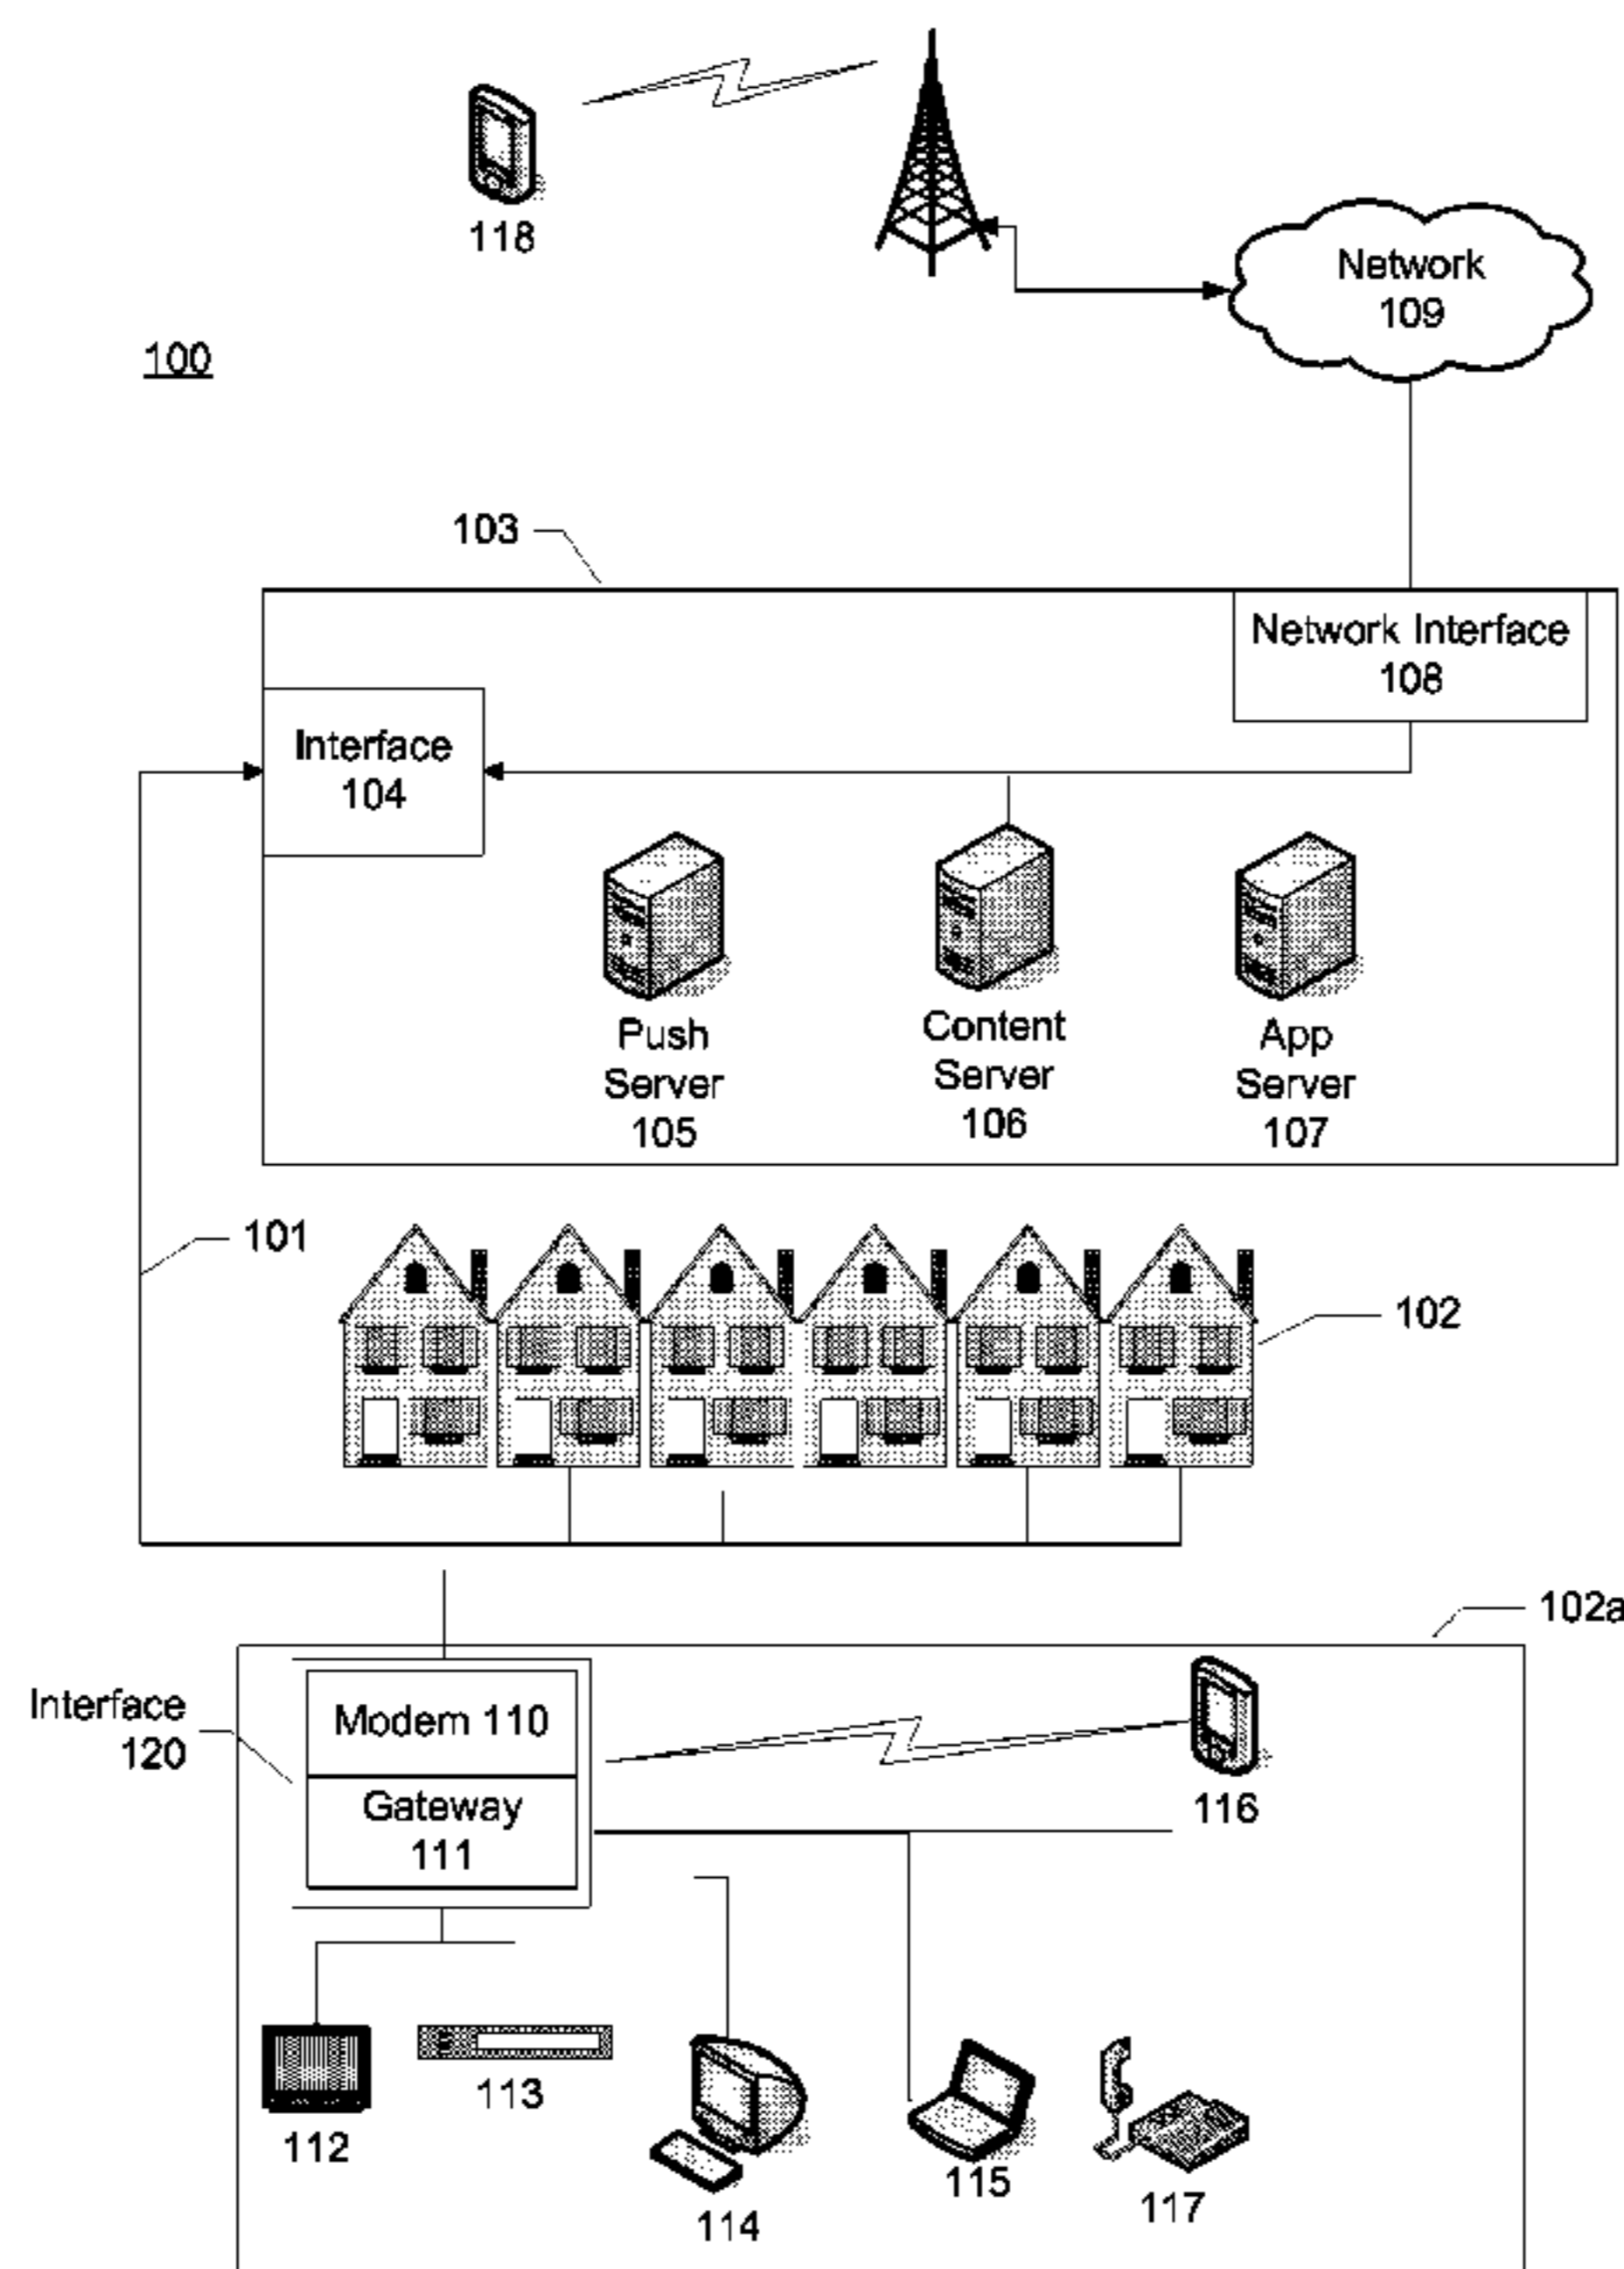 118
Network
109
100
103
Network Interface
108
Interface
104
Push
Server
105
Content
Server
106
App
Server
107
101
102
102a
Interface
120
Modem 110
Gateway
111
116
112
113
114
115
117